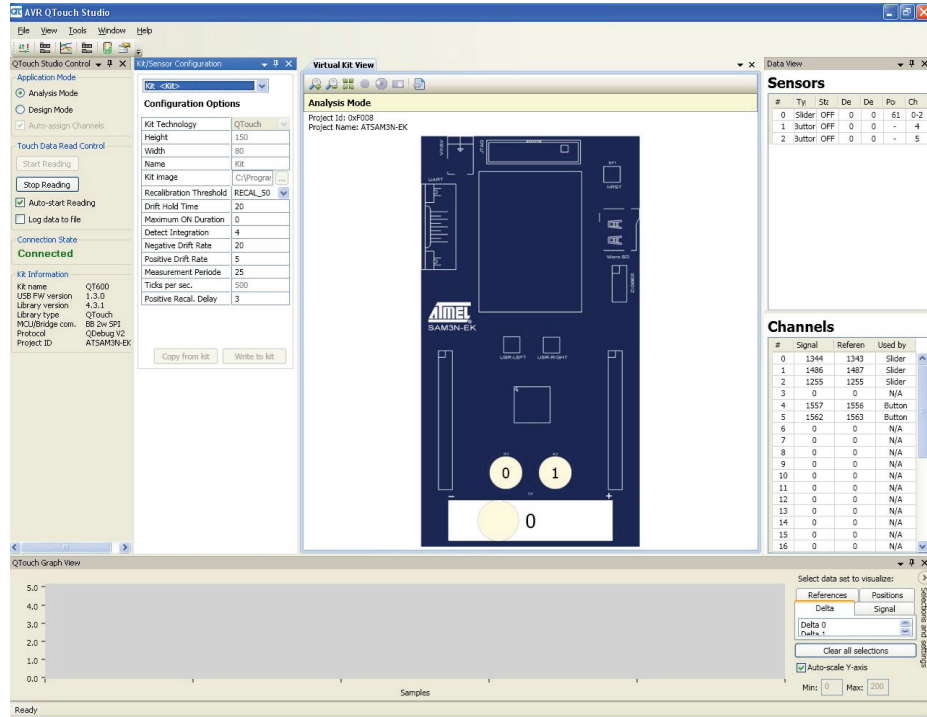 AVR QTouch Studio
File View Tools Window Help
QTouch Studio Control
Application Mode
Analysis Mode
Design Mode
Auto-assign Channels
Touch Data Read Control
Start Reading
Stop Reading
Auto-start Reading
Log data to file
Connection State
Connected
Kit Information
Kit name QT600
USB FW version 1.3.0
Library version 4.3.1
Library type QTouch
MCU/Bridge com. BB 2w SPI
Protocol QDebug V2
Project ID ATSAM3N-EK
Kit/Sensor Configuration
Kit <Kit>
Configuration Options
Kit Technology QTouch
Height 150
Width 80
Name Kit
Kit image C:\Prograr ...
Recalibration Threshold RECAL_50
Drift Hold Time 20
Maximum ON Duration 0
Detect Integration 4
Negative Drift Rate 20
Positive Drift Rate 5
Measurement Periode 25
Ticks per sec. 500
Positive Recal. Delay 3
Copy from kit Write to kit
Virtual Kit View
Analysis Mode
Project Id: 0xF008
Project Name: ATSAM3N-EK
UART
NRST
Micro SD
ATMEL
SAM3N-EK
USR-LEFT USR-RIGHT
0 1
- +
0
Data View
Sensors
# Ty Sta De De Po Ch
0 Slider OFF 0 0 61 0-2
1 Buttor OFF 0 0 - 4
2 Buttor OFF 0 0 - 5
Channels
# Signal Referen Used by
0 1344 1343 Slider
1 1486 1487 Slider
2 1255 1255 Slider
3 0 0 N/A
4 1557 1556 Button
5 1562 1563 Button
6 0 0 N/A
7 0 0 N/A
8 0 0 N/A
9 0 0 N/A
10 0 0 N/A
11 0 0 N/A
12 0 0 N/A
13 0 0 N/A
14 0 0 N/A
15 0 0 N/A
16 0 0 N/A
QTouch Graph View
5.0
4.0
3.0
2.0
1.0
0.0
Samples
Select data set to visualize:
References Positions
Delta Signal
Delta 0
Delta 1
Clear all selections
Auto-scale Y-axis
Min: 0 Max: 200
Selections and settings
Ready